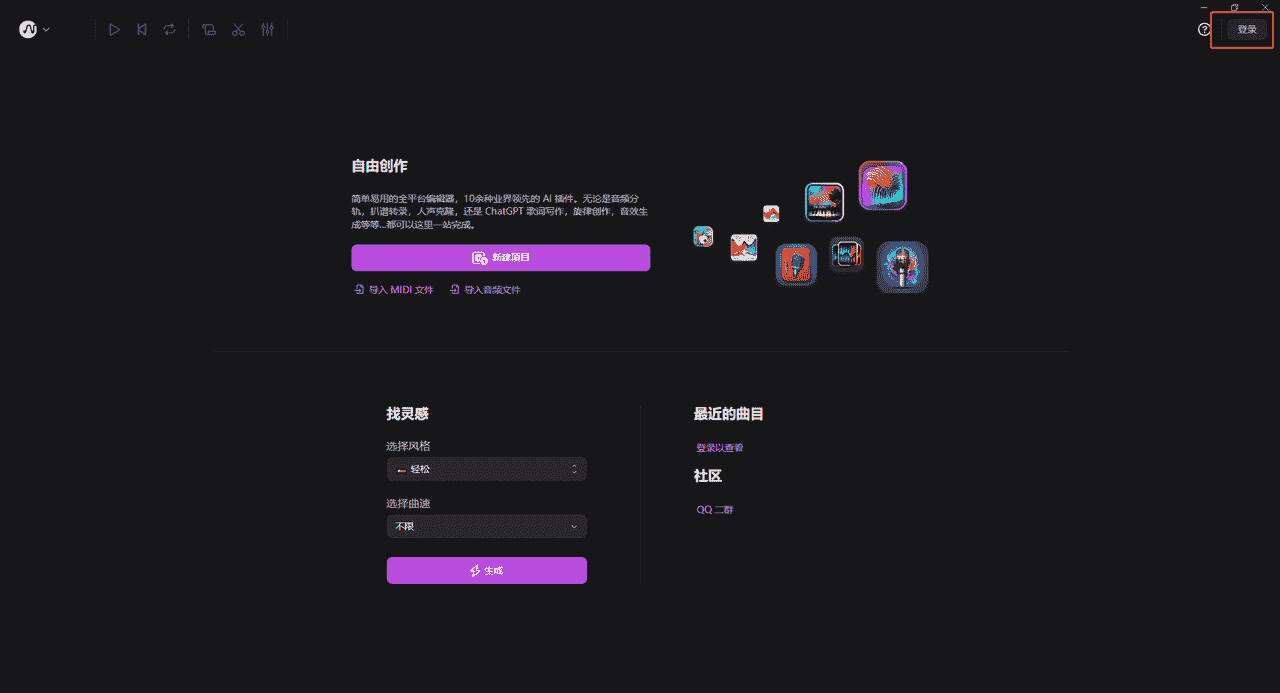 登录
自由创作
简单易用的全平台编辑器，10余种业界领先的 AI 插件。无论是音频分
轨，扒谱转录，人声克隆，还是 ChatGPT 歌词写作，旋律创作，音效生
成等等...都可以这里一站完成。
新建项目
导入 MIDI 文件 导入音频文件
找灵感
选择风格
轻松
选择曲速
不限
生成
最近的曲目
登录以查看
社区
QQ 二群